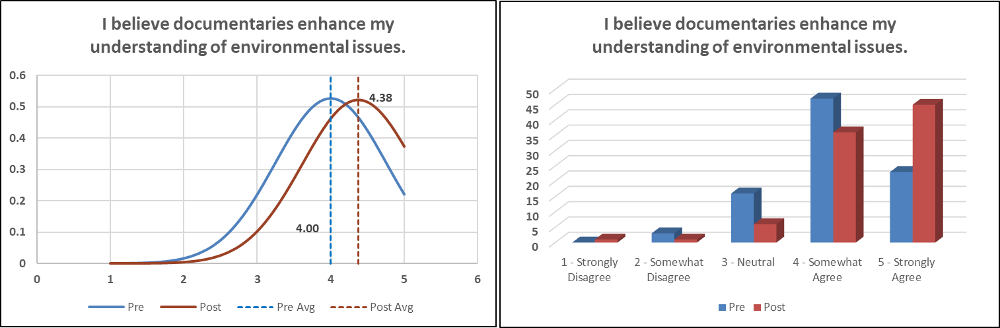 I believe documentaries enhance my
understanding of environmental issues.
0.6
0.5
0.4
0.3
0.2
0.1
0
0 1 2 3 4 5 6
4.38
4.00
Pre Post Pre Avg Post Avg
I believe documentaries enhance my
understanding of environmental issues.
50
45
40
35
30
25
20
15
10
5
0
1 - Strongly
Disagree
2 - Somewhat
Disagree
3 - Neutral
4 - Somewhat
Agree
5 - Strongly
Agree
Pre Post